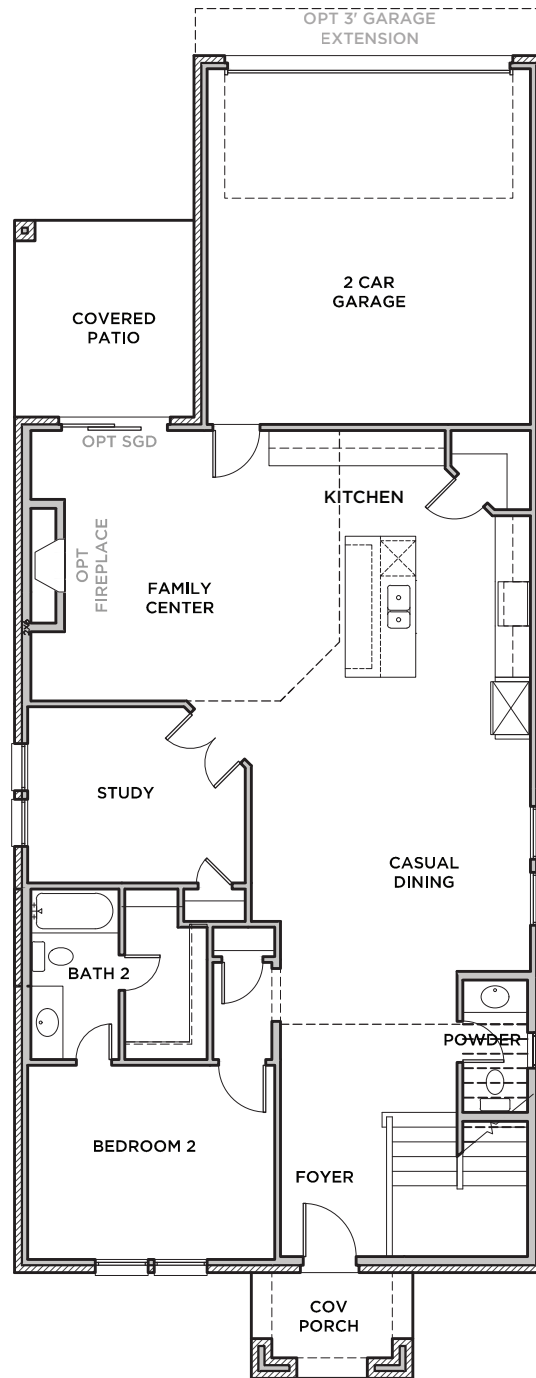 OPT 3' GARAGE
EXTENSION
2 CAR
GARAGE
COVERED
PATIO
OPT SGD
KITCHEN
OPT
FIREPLACE
FAMILY
CENTER
2X6
STUDY
CASUAL
DINING
BATH 2
POWDER
BEDROOM 2
FOYER
COV
PORCH